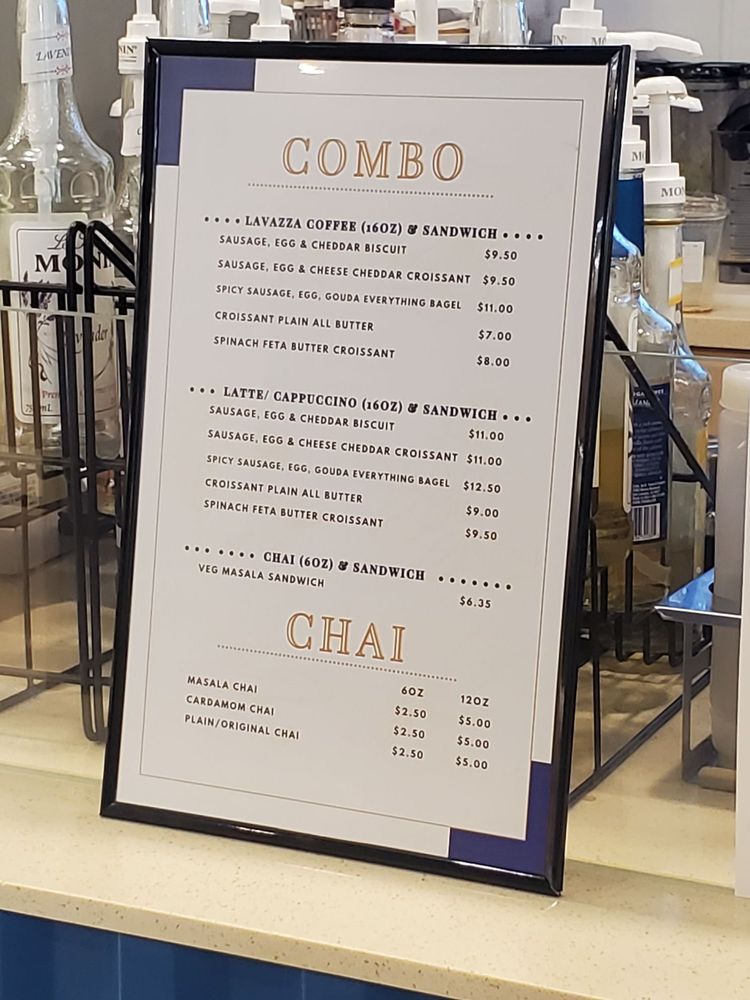 LAVEN
MONIN
COMBO
LAVAZZA COFFEE (16OZ) & SANDWICH
SAUSAGE, EGG & CHEDDAR BISCUIT $9.50
SAUSAGE, EGG & CHEESE CHEDDAR CROISSANT $9.50
SPICY SAUSAGE, EGG, GOUDA EVERYTHING BAGEL $11.00
CROISSANT PLAIN ALL BUTTER $7.00
SPINACH FETA BUTTER CROISSANT $8.00
LATTE/ CAPPUCCINO (16OZ) & SANDWICH
SAUSAGE, EGG & CHEDDAR BISCUIT $11.00
SAUSAGE, EGG & CHEESE CHEDDAR CROISSANT $11.00
SPICY SAUSAGE, EGG, GOUDA EVERYTHING BAGEL $12.50
CROISSANT PLAIN ALL BUTTER $9.00
SPINACH FETA BUTTER CROISSANT $9.50
CHAI (6OZ) & SANDWICH
VEG MASALA SANDWICH $6.35
CHAI
6OZ 12OZ
MASALA CHAI $2.50 $5.00
CARDAMOM CHAI $2.50 $5.00
PLAIN/ORIGINAL CHAI $2.50 $5.00